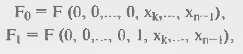 F₀ = F (0, 0,..., 0, xₖ,..., xₙ₋₁),
F₁ = F (0, 0,..., 0, 1, xₖ,..., xₙ₋₁),